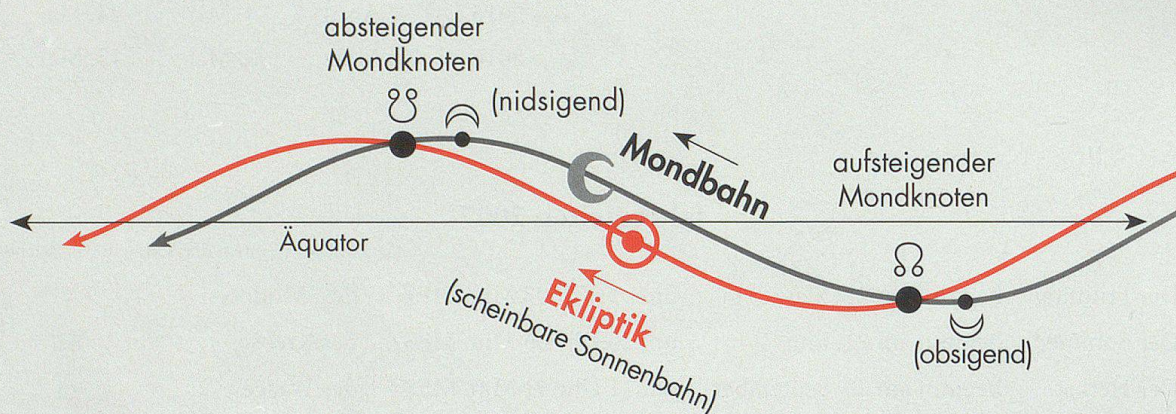 absteigender
Mondknoten
☋
(nidsigend)
Mondbahn
aufsteigender
Mondknoten
Äquator
☊
Ekliptik
(scheinbare Sonnenbahn)
(obsigend)